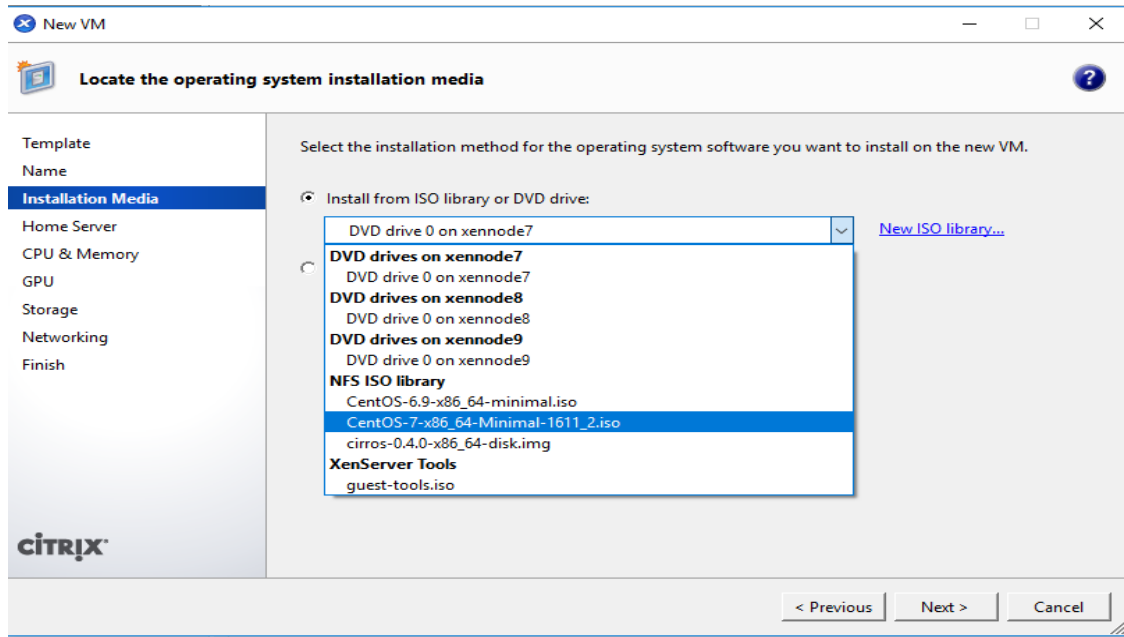 New VM
Locate the operating system installation media
?
Template
Name
Installation Media
Home Server
CPU & Memory
GPU
Storage
Networking
Finish
CİTRIX
Select the installation method for the operating system software you want to install on the new VM.
Install from ISO library or DVD drive:
DVD drive 0 on xennode7
New ISO library...
DVD drives on xennode7
DVD drive 0 on xennode7
DVD drives on xennode8
DVD drive 0 on xennode8
DVD drives on xennode9
DVD drive 0 on xennode9
NFS ISO library
CentOS-6.9-x86_64-minimal.iso
CentOS-7-x86_64-Minimal-1611_2.iso
cirros-0.4.0-x86_64-disk.img
XenServer Tools
guest-tools.iso
< Previous
Next >
Cancel